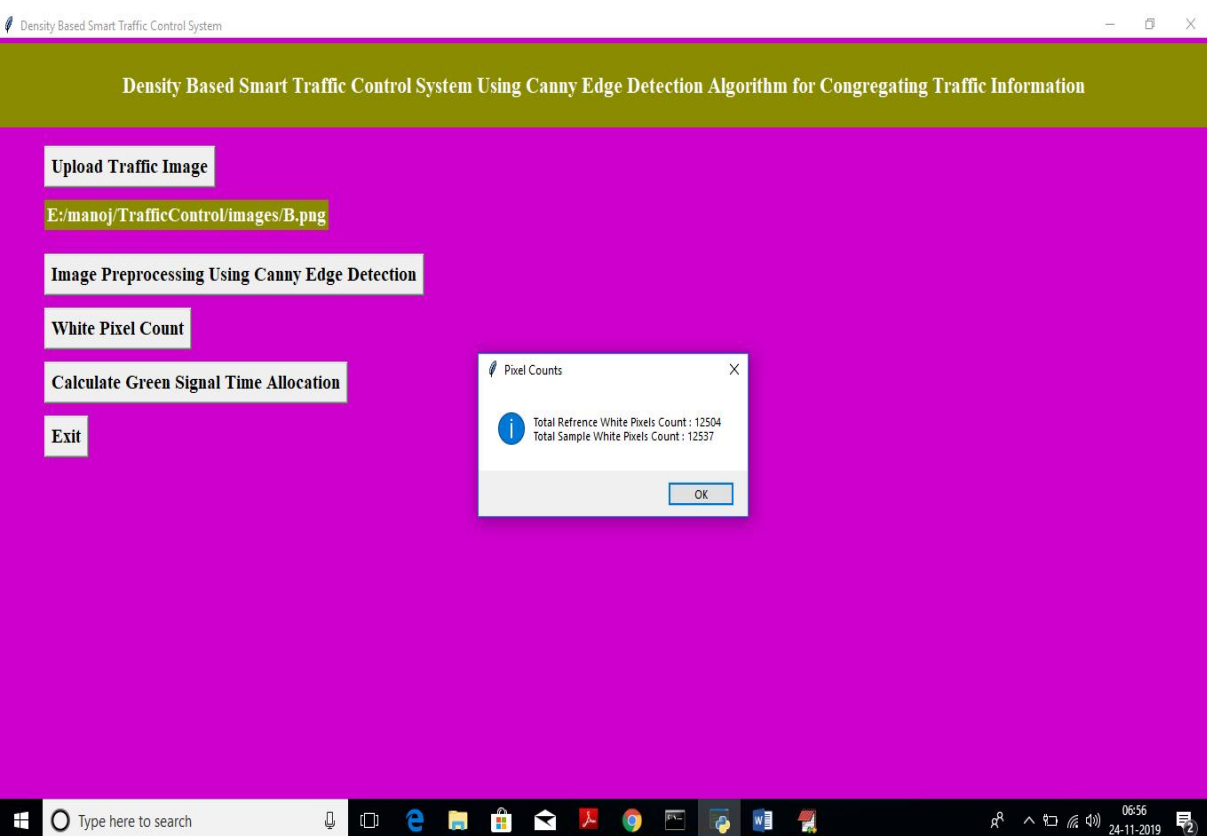 Density Based Smart Traffic Control System
Density Based Smart Traffic Control System Using Canny Edge Detection Algorithm for Congregating Traffic Information
Upload Traffic Image
E:/manoj/TrafficControl/images/B.png
Image Preprocessing Using Canny Edge Detection
White Pixel Count
Calculate Green Signal Time Allocation
Exit
Pixel Counts
Total Refrence White Pixels Count : 12504
Total Sample White Pixels Count : 12537
OK
Type here to search
06:56
24-11-2019
2